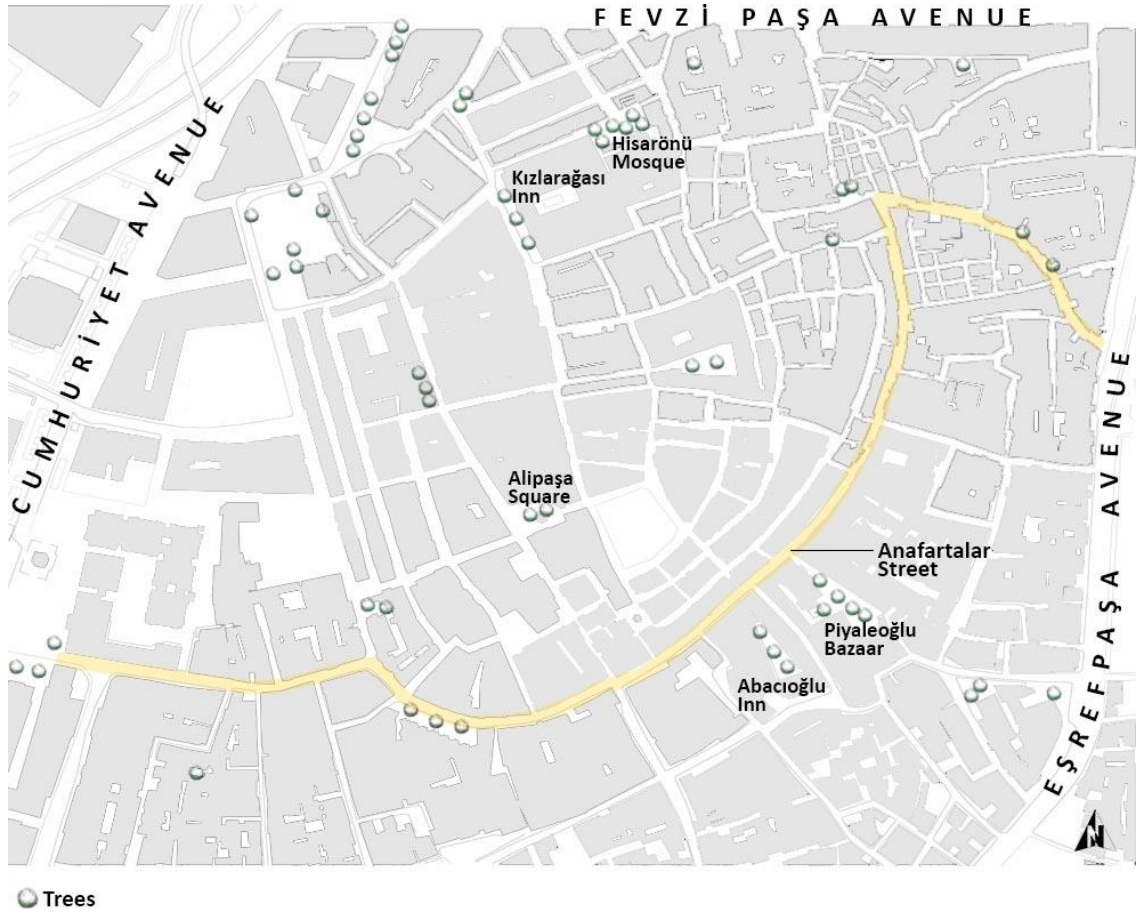 FEVZİ PAŞA AVENUE
CUMHURİYET AVENUE
Hisarönü
Mosque
Kızlarağası
Inn
Alipaşa
Square
Anafartalar
Street
Piyaleoğlu
Bazaar
Abacıoğlu
Inn
EŞREFPAŞA AVENUE
N
Trees